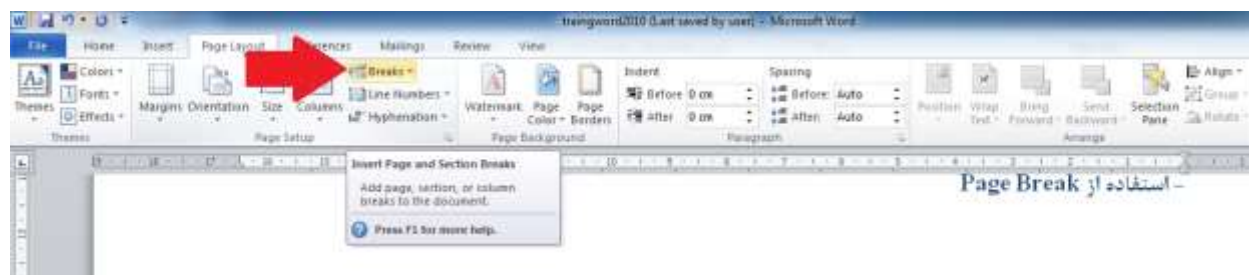 traingword2010 (Last saved by user) - Microsoft Word
File Home Insert Page Layout References Mailings Review View
Themes
Colors
Fonts
Effects
Themes
Margins Orientation Size Columns
Breaks
Line Numbers
Hyphenation
Page Setup
Watermark Page Color Page Borders
Page Background
Indent
Before 0 cm
After 0 cm
Spacing
Before: Auto
After: Auto
Paragraph
Position Wrap Text Bring Forward Send Backward Selection Pane
Align
Group
Rotate
Arrange
Insert Page and Section Breaks
Add page, section, or column
breaks to the document.
Press F1 for more help.
- استفاده از Page Break